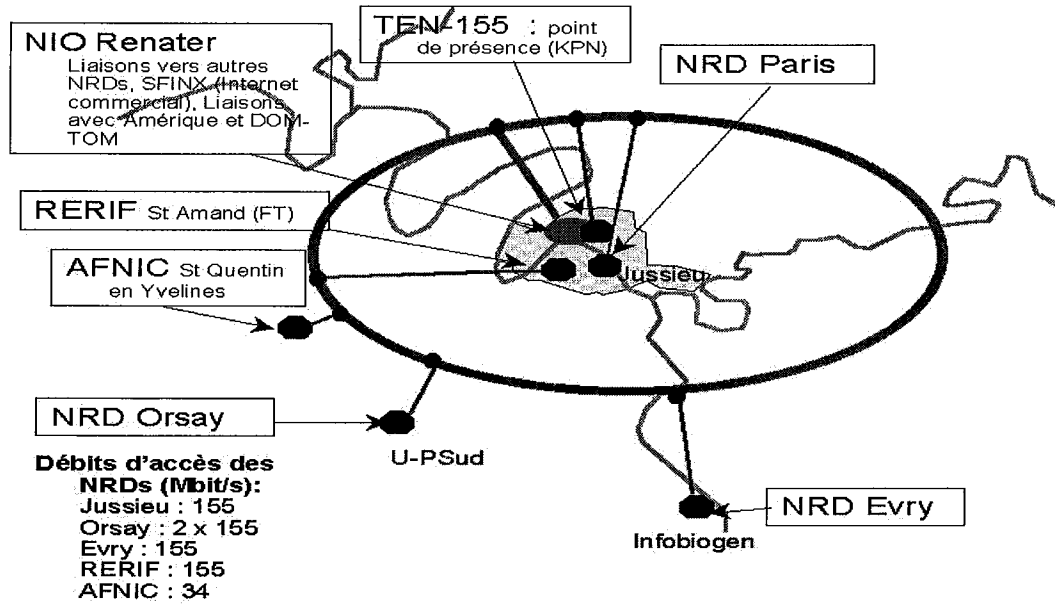 NIO Renater
Liaisons vers autres
NRDs, SFINX (Internet
commercial), Liaisons
avec Amérique et DOM-
TOM
TEN-155 : point
de présence (KPN)
NRD Paris
RERIF St Amand (FT)
AFNIC St Quentin
en Yvelines
Jussieu
NRD Orsay
U-PSud
Débits d'accès des
NRDs (Mbit/s):
Jussieu : 155
Orsay : 2 x 155
Evry : 155
RERIF : 155
AFNIC : 34
NRD Evry
Infobiogen